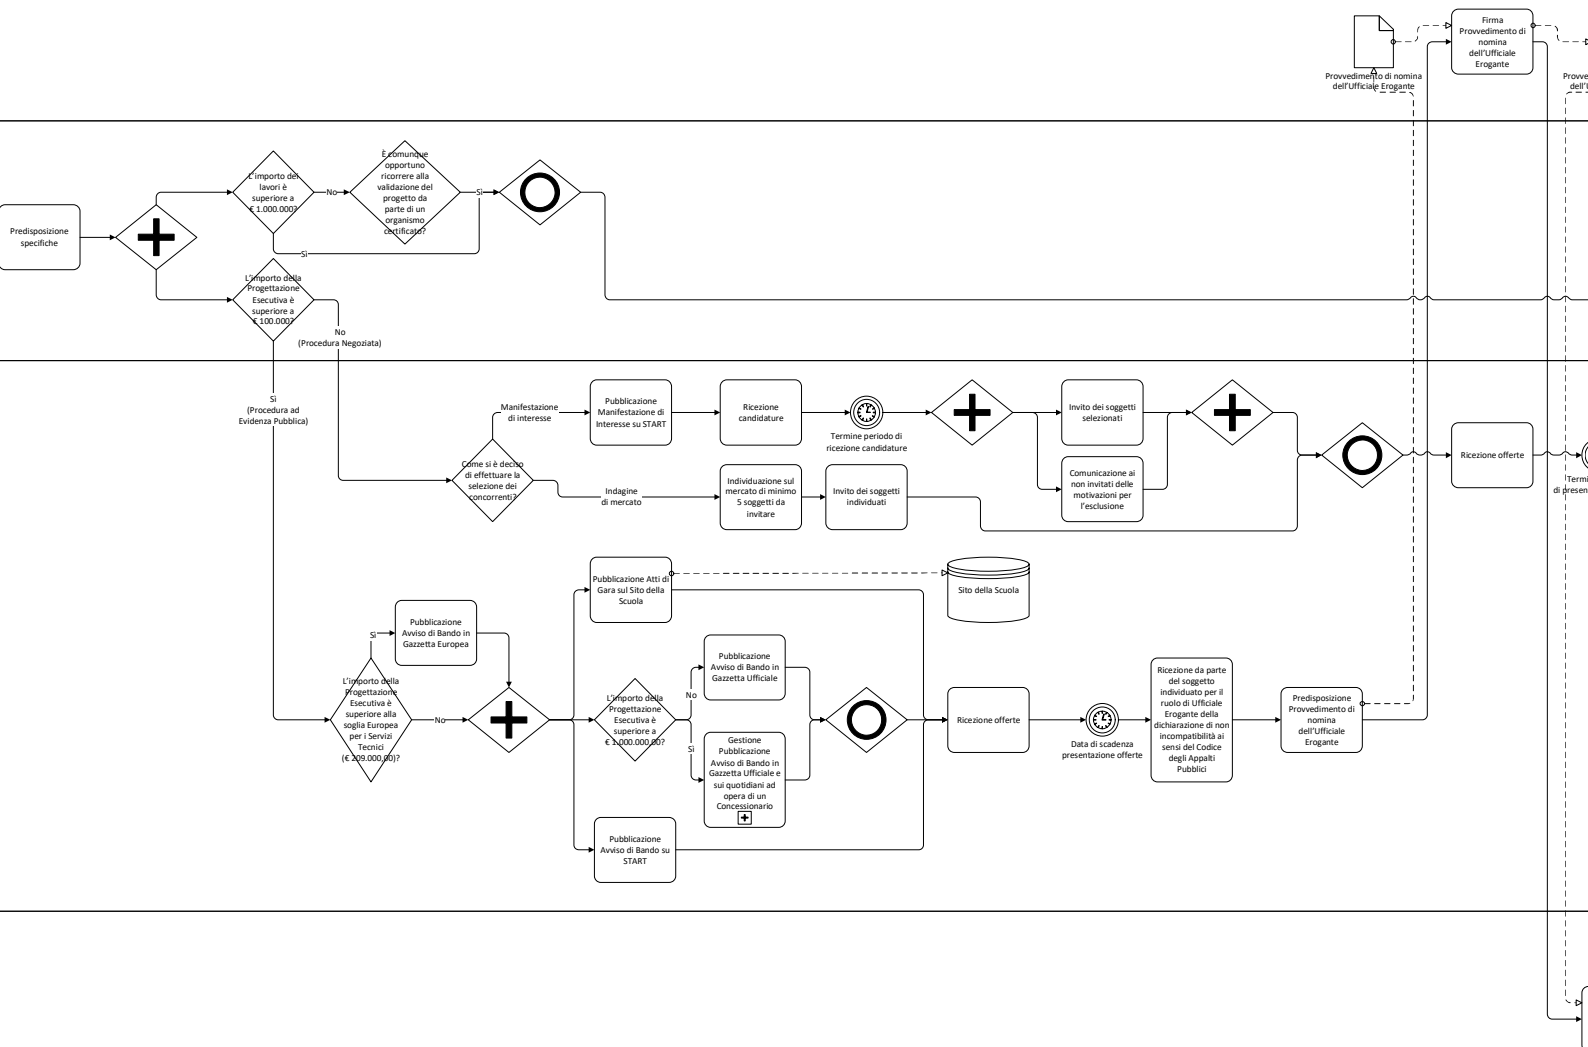 Firma
Provvedimento di
nomina
dell'Ufficiale
Erogante
Provvedimento di nomina
dell'Ufficiale Erogante
È comunque
opportuno
ricorrere alla
validazione del
progetto da
parte di un
organismo
certificato?
L'importo dei
lavori è
superiore a
€ 1.000.000?
No
Sì
Sì
Predisposizione
specifiche
L'importo della
Progettazione
Esecutiva è
superiore a
€ 100.000?
No
(Procedura Negoziata)
Sì
(Procedura ad
Evidenza Pubblica)
Manifestazione
di interesse
Pubblicazione
Manifestazione di
Interesse su START
Ricezione
candidature
Termine periodo di
ricezione candidature
Invito dei soggetti
selezionati
Comunicazione ai
non invitati delle
motivazioni per
l'esclusione
Ricezione offerte
Come si è deciso
di effettuare la
selezione dei
concorrenti?
Indagine
di mercato
Individuazione sul
mercato di minimo
5 soggetti da
invitare
Invito dei soggetti
individuati
Pubblicazione Atti di
Gara sul Sito della
Scuola
Sito della Scuola
Sì
Pubblicazione
Avviso di Bando in
Gazzetta Europea
L'importo della
Progettazione
Esecutiva è
superiore alla
soglia Europea
per i Servizi
Tecnici
(€ 209.000,00)?
No
L'importo della
Progettazione
Esecutiva è
superiore a
€ 1.000.000,00?
No
Sì
Pubblicazione
Avviso di Bando in
Gazzetta Ufficiale
Gestione
Pubblicazione
Avviso di Bando in
Gazzetta Ufficiale e
sui quotidiani ad
opera di un
Concessionario
Pubblicazione
Avviso di Bando su
START
Ricezione offerte
Data di scadenza
presentazione offerte
Ricezione da parte
del soggetto
individuato per il
ruolo di Ufficiale
Erogante della
dichiarazione di non
incompatibilità ai
sensi del Codice
degli Appalti
Pubblici
Predisposizione
Provvedimento di
nomina
dell'Ufficiale
Erogante